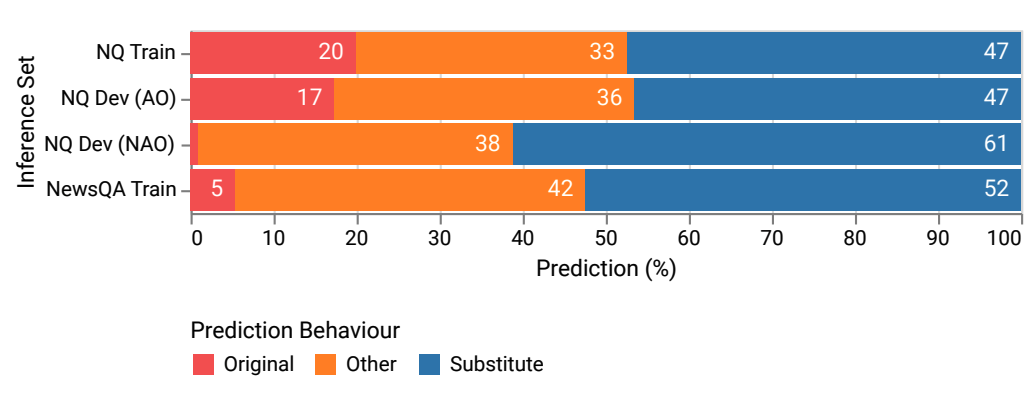 Inference Set
NQ Train 20 33 47
NQ Dev (AO) 17 36 47
NQ Dev (NAO) 38 61
NewsQA Train 5 42 52
0 10 20 30 40 50 60 70 80 90 100
Prediction (%)
Prediction Behaviour
Original Other Substitute